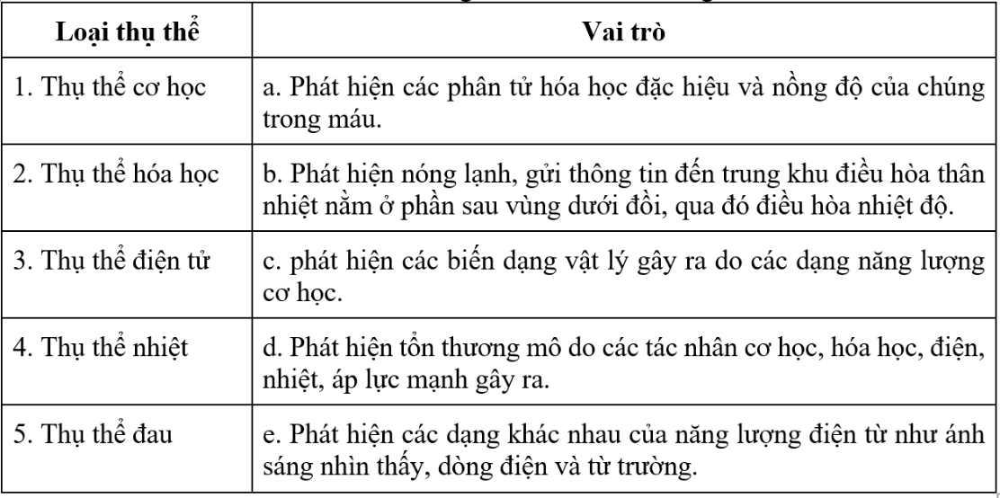 Loại thụ thể
Vai trò
1. Thụ thể cơ học
a. Phát hiện các phân tử hóa học đặc hiệu và nồng độ của chúng
trong máu.
2. Thụ thể hóa học
b. Phát hiện nóng lạnh, gửi thông tin đến trung khu điều hòa thân
nhiệt nằm ở phần sau vùng dưới đồi, qua đó điều hòa nhiệt độ.
3. Thụ thể điện tử
c. phát hiện các biến dạng vật lý gây ra do các dạng năng lượng
cơ học.
4. Thụ thể nhiệt
d. Phát hiện tổn thương mô do các tác nhân cơ học, hóa học, điện,
nhiệt, áp lực mạnh gây ra.
5. Thụ thể đau
e. Phát hiện các dạng khác nhau của năng lượng điện từ như ánh
sáng nhìn thấy, dòng điện và từ trường.